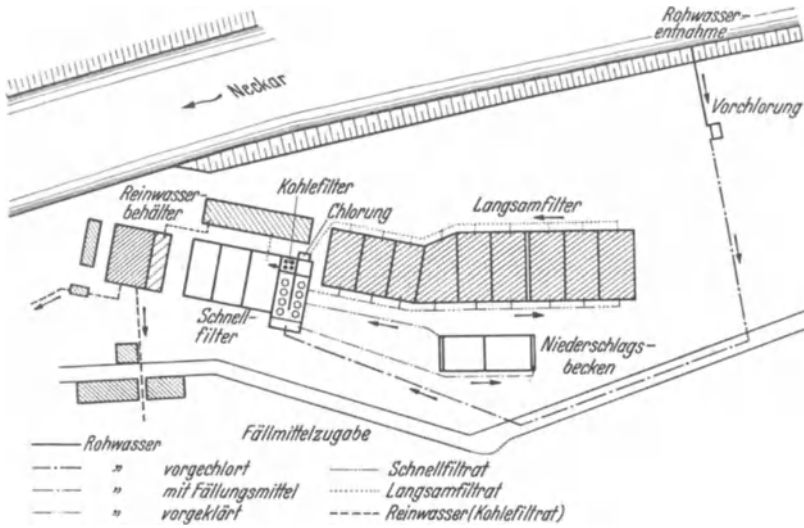 Rohwasser-
entnahme
Neckar
Vorchlorung
Reinwasser-
behälter
Kohlefilter
Chlorung
Langsamfilter
Schnell-
filter
Niederschlags-
becken
Fällmittelzugabe
Rohwasser
" vorgechlort
" mit Fällungsmittel
" vorgeklärt
Schnellfiltrat
Langsamfiltrat
Reinwasser (Kohlefiltrat)